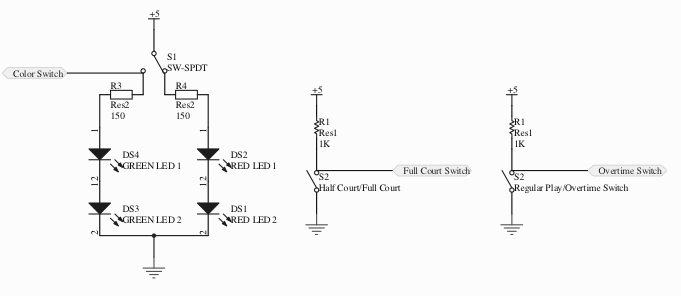 +5
S1
SW-SPDT
Color Switch
R3
Res2
150
R4
Res2
150
1
1
DS4
GREEN LED 1
DS2
RED LED 1
1 2
1 2
DS3
GREEN LED 2
DS1
RED LED 2
2
2
+5
R1
Res1
1K
Full Court Switch
S2
Half Court/Full Court
+5
R1
Res1
1K
Overtime Switch
S2
Regular Play/Overtime Switch